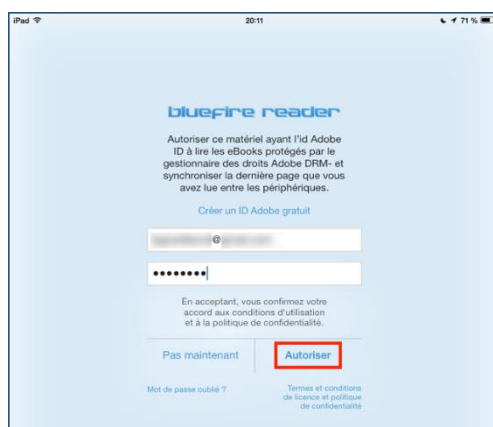 iPad 20:11 71 %
bluefire reader
Autoriser ce matériel ayant l'id Adobe
ID à lire les eBooks protégés par le
gestionnaire des droits Adobe DRM- et
synchroniser la dernière page que vous
avez lue entre les périphériques.
Créer un ID Adobe gratuit
@
••••••••
En acceptant, vous confirmez votre
accord aux conditions d'utilisation
et à la politique de confidentialité.
Pas maintenant Autoriser
Mot de passe oublié ? Termes et conditions
de licence et politique
de confidentialité